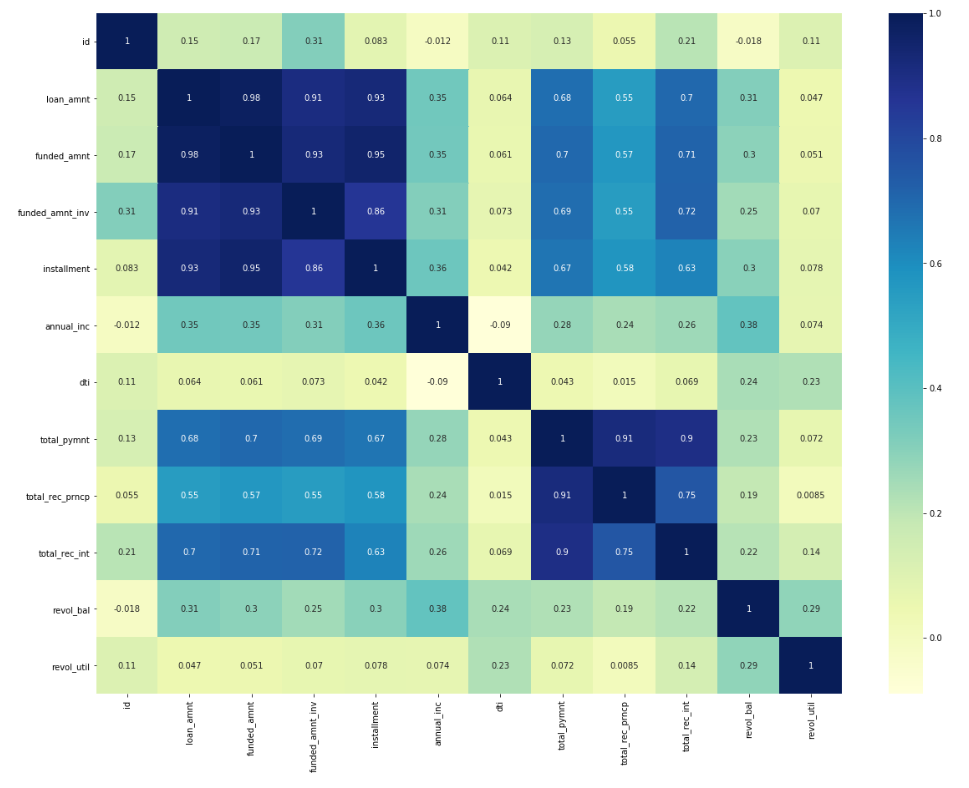 id 1 0.15 0.17 0.31 0.083 -0.012 0.11 0.13 0.055 0.21 -0.018 0.11
loan_amnt 0.15 1 0.98 0.91 0.93 0.35 0.064 0.68 0.55 0.7 0.31 0.047
funded_amnt 0.17 0.98 1 0.93 0.95 0.35 0.061 0.7 0.57 0.71 0.3 0.051
funded_amnt_inv 0.31 0.91 0.93 1 0.86 0.31 0.073 0.69 0.55 0.72 0.25 0.07
installment 0.083 0.93 0.95 0.86 1 0.36 0.042 0.67 0.58 0.63 0.3 0.078
annual_inc -0.012 0.35 0.35 0.31 0.36 1 -0.09 0.28 0.24 0.26 0.38 0.074
dti 0.11 0.064 0.061 0.073 0.042 -0.09 1 0.043 0.015 0.069 0.24 0.23
total_pymnt 0.13 0.68 0.7 0.69 0.67 0.28 0.043 1 0.91 0.9 0.23 0.072
total_rec_prncp 0.055 0.55 0.57 0.55 0.58 0.24 0.015 0.91 1 0.75 0.19 0.0085
total_rec_int 0.21 0.7 0.71 0.72 0.63 0.26 0.069 0.9 0.75 1 0.22 0.14
revol_bal -0.018 0.31 0.3 0.25 0.3 0.38 0.24 0.23 0.19 0.22 1 0.29
revol_util 0.11 0.047 0.051 0.07 0.078 0.074 0.23 0.072 0.0085 0.14 0.29 1
id
loan_amnt
funded_amnt
funded_amnt_inv
installment
annual_inc
dti
total_pymnt
total_rec_prncp
total_rec_int
revol_bal
revol_util
1.0
0.8
0.6
0.4
0.2
0.0